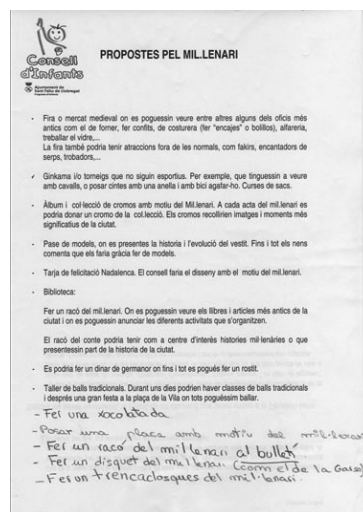 Consell
d'Infants
Ajuntament de
Sant Feliu de Llobregat
PROPOSTES PEL MIL.LENARI
- Fira o mercat medieval on es poguessin veure entre altres alguns dels oficis més
antics com el de forner, fer confits, de costurera (fer "encajes" o bolillos), alfareria,
treballar el vidre,...
La fira també podria tenir atraccions fora de les normals, com fakirs, encantadors de
serps, trobadors,...
✓ Ginkama i/o torneigs que no siguin esportius. Per exemple, que tinguessin a veure
amb cavalls, o posar cintes amb una anella i amb bici agafar-ho. Curses de sacs.
- Àlbum i col·lecció de cromos amb motiu del Mil.lenari. A cada acta del mil.lenari es
podria donar un cromo de la col.lecció. Els cromos recollirien imatges i moments més
significatius de la ciutat.
- Pase de models, on es presentes la historia i l'evolució del vestit. Fins i tot els nens
comenta que els faria gràcia fer de models.
- Tarja de felicitació Nadalenca. El consell faria el disseny amb el motiu del mil.lenari.
- Biblioteca:
Fer un racó del mil.lenari. On es poguessin veure els llibres i articles més antics de la
ciutat i on es poguessin anunciar les diferents activitats que s'organitzen.
El racó del conte podria tenir com a centre d'interés histories mil·lenàries o que
presentessin part de la historia de la ciutat.
- Es podria fer un dinar de germanor on fins i tot es pogués fer un rostit.
- Taller de balls tradicionals. Durant uns dies podrien haver classes de balls tradicionals
i després una gran festa a la plaça de la Vila on tots poguéssim ballar.
- Fer una xocolatada
- Posar una placa amb motiu del mil·lenari
- Fer un racó del mil·lenari al bulletí
- Fer un disquet del mil·lenari (com el de la
- Fer un trencaclosques del mil·lenari.